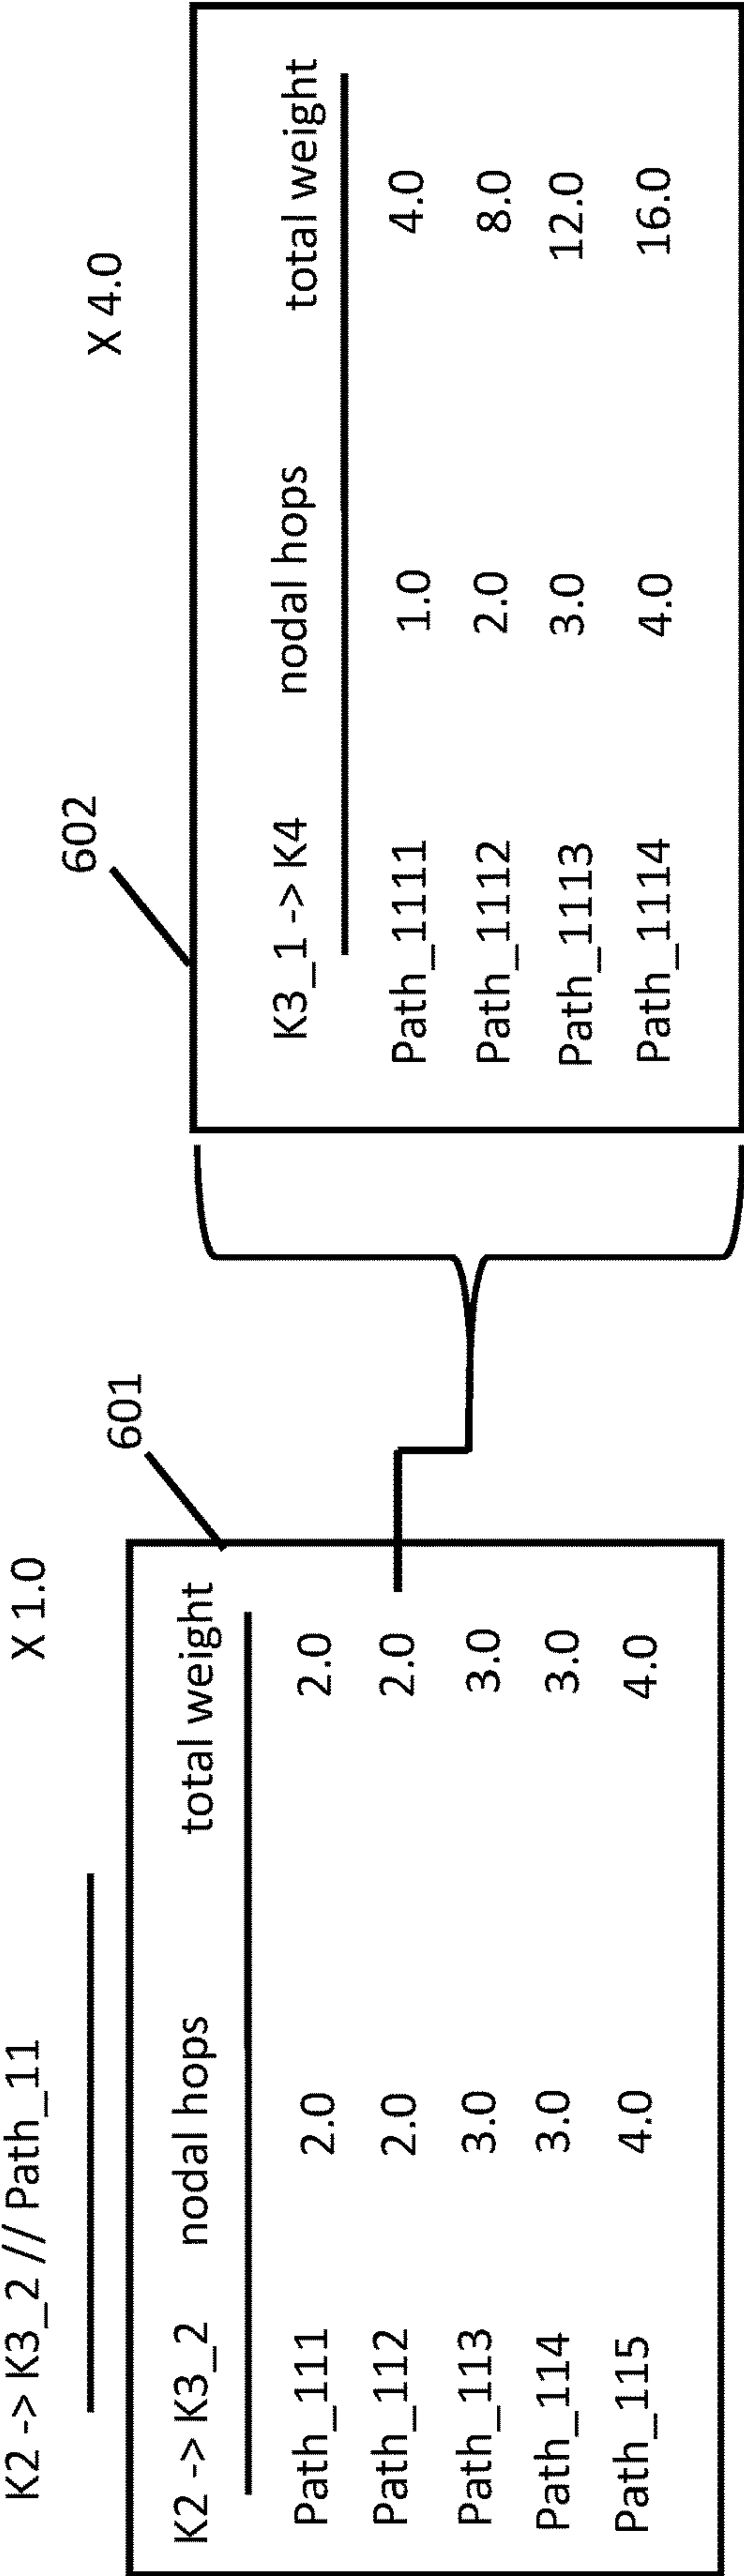 K2 -> K3_2 // Path_11 X 1.0
601
K2 -> K3_2 nodal hops total weight
Path_111 2.0 2.0
Path_112 2.0 2.0
Path_113 3.0 3.0
Path_114 3.0 3.0
Path_115 4.0 4.0
602
X 4.0
K3_1 -> K4 nodal hops total weight
Path_1111 1.0 4.0
Path_1112 2.0 8.0
Path_1113 3.0 12.0
Path_1114 4.0 16.0